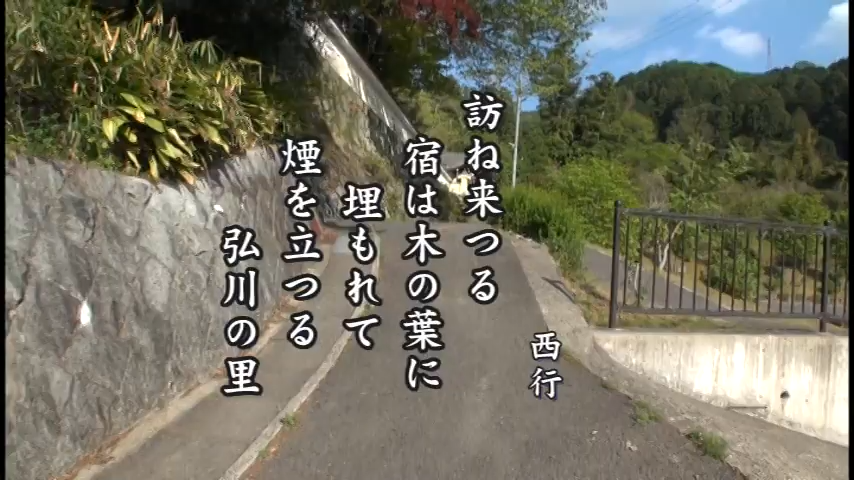 訪ね来つる
宿は木の葉に
埋もれて
煙を立つる
弘川の里
西行